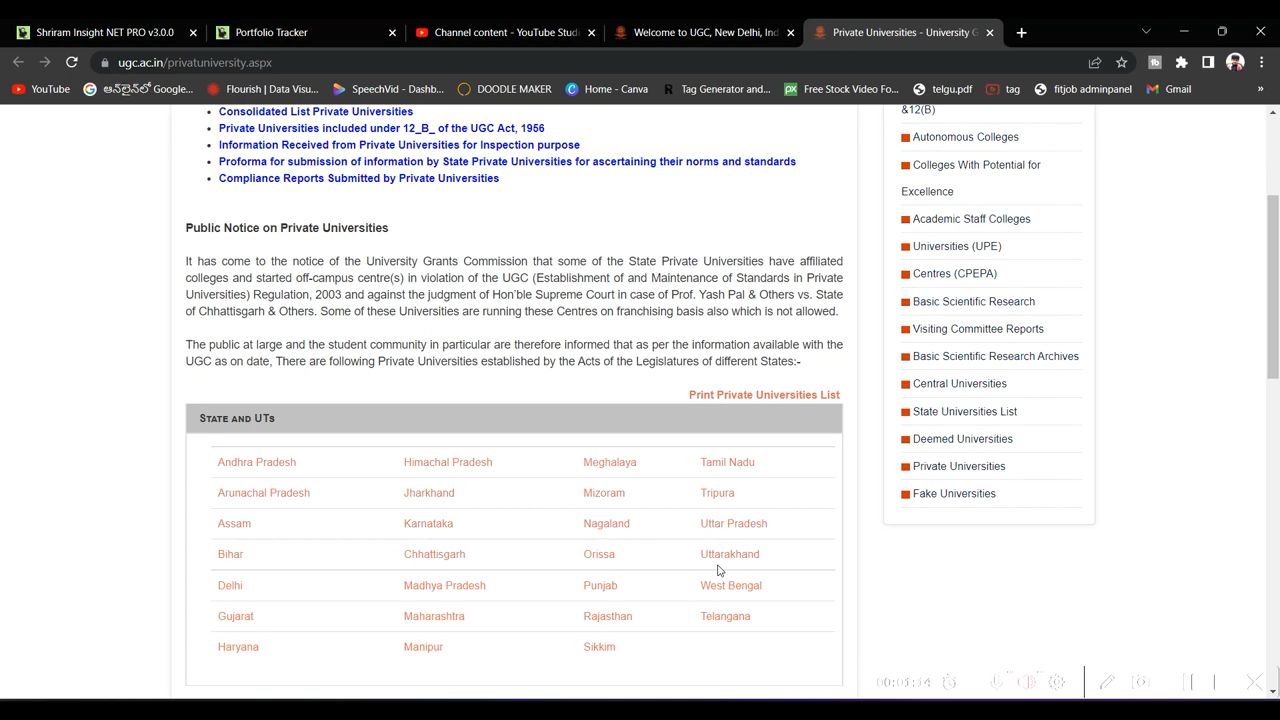 Shriram Insight NET PRO v3.0.0
Portfolio Tracker
Channel content - YouTube Stud
Welcome to UGC, New Delhi, Ind
Private Universities - University G
ugc.ac.in/privatuniversity.aspx
YouTube
ఆన్‌లైన్‌లో Google...
Flourish | Data Visu...
SpeechVid - Dashb...
DOODLE MAKER
Home - Canva
Tag Generator and...
Free Stock Video Fo...
telgu.pdf
tag
fitjob adminpanel
Gmail
»
Consolidated List Private Universities
Private Universities included under 12_B_ of the UGC Act, 1956
Information Received from Private Universities for Inspection purpose
Proforma for submission of information by State Private Universities for ascertaining their norms and standards
Compliance Reports Submitted by Private Universities
Public Notice on Private Universities
It has come to the notice of the University Grants Commission that some of the State Private Universities have affiliated
colleges and started off-campus centre(s) in violation of the UGC (Establishment of and Maintenance of Standards in Private
Universities) Regulation, 2003 and against the judgment of Hon'ble Supreme Court in case of Prof. Yash Pal & Others vs. State
of Chhattisgarh & Others. Some of these Universities are running these Centres on franchising basis also which is not allowed.
The public at large and the student community in particular are therefore informed that as per the information available with the
UGC as on date, There are following Private Universities established by the Acts of the Legislatures of different States:-
Print Private Universities List
State and UTs
Andhra Pradesh Himachal Pradesh Meghalaya Tamil Nadu
Arunachal Pradesh Jharkhand Mizoram Tripura
Assam Karnataka Nagaland Uttar Pradesh
Bihar Chhattisgarh Orissa Uttarakhand
Delhi Madhya Pradesh Punjab West Bengal
Gujarat Maharashtra Rajasthan Telangana
Haryana Manipur Sikkim
&12(B)
Autonomous Colleges
Colleges With Potential for
Excellence
Academic Staff Colleges
Universities (UPE)
Centres (CPEPA)
Basic Scientific Research
Visiting Committee Reports
Basic Scientific Research Archives
Central Universities
State Universities List
Deemed Universities
Private Universities
Fake Universities
00:01:14